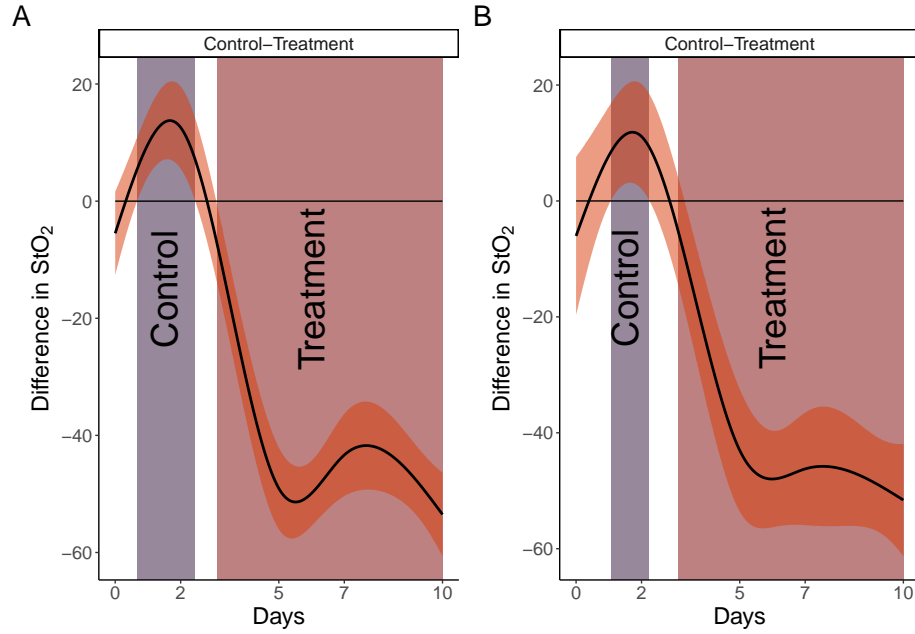 A
Control−Treatment
Difference in StO2
20
0
−20
−40
−60
Control
Treatment
0
2
5
7
10
Days
B
Control−Treatment
Difference in StO2
20
0
−20
−40
−60
Control
Treatment
0
2
5
7
10
Days